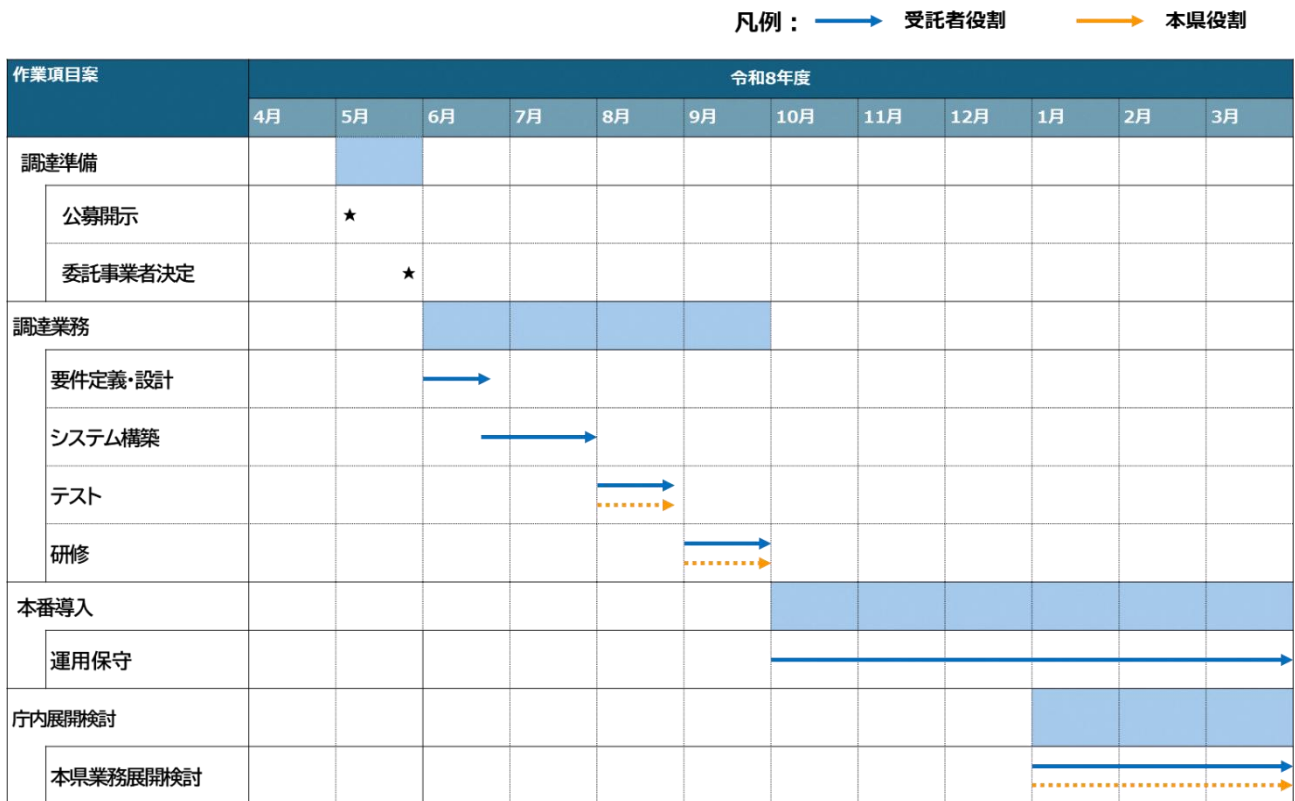 凡例： 受託者役割 本県役割
作業項目案 令和8年度
4月 5月 6月 7月 8月 9月 10月 11月 12月 1月 2月 3月
調達準備
公募開示 ★
委託事業者決定 ★
調達業務
要件定義・設計
システム構築
テスト
研修
本番導入
運用保守
庁内展開検討
本県業務展開検討